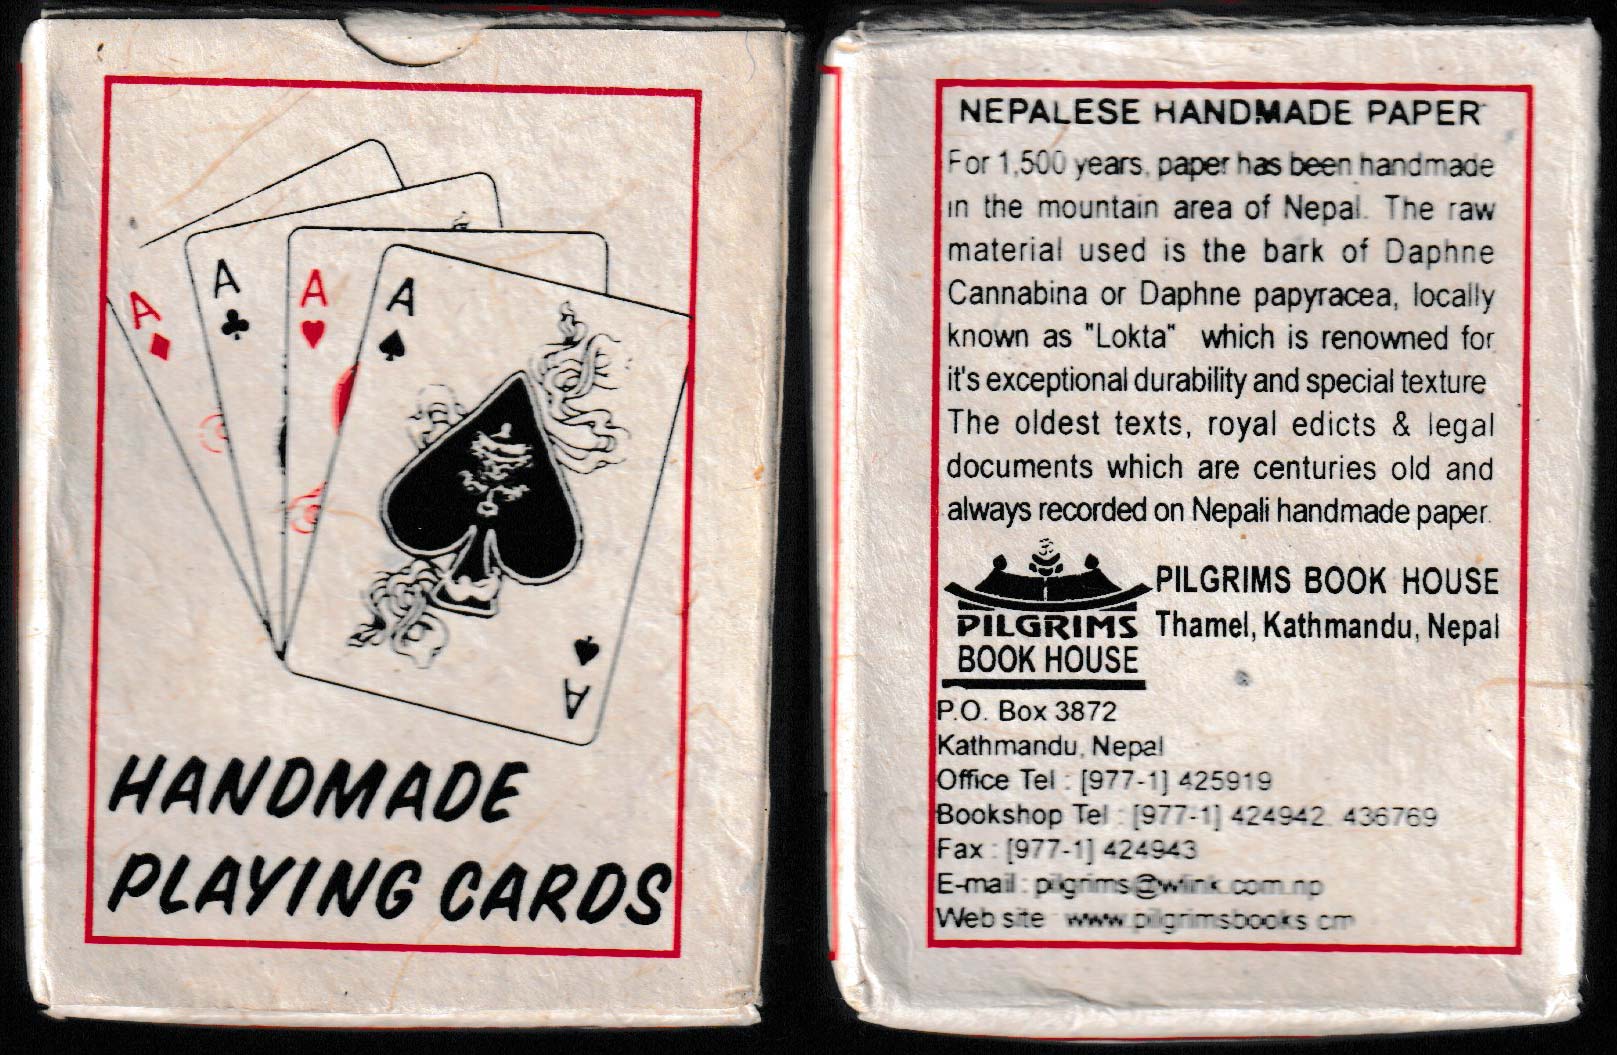 A
A
A
A
A
HANDMADE
PLAYING CARDS
NEPALESE HANDMADE PAPER
For 1,500 years, paper has been handmade
in the mountain area of Nepal. The raw
material used is the bark of Daphne
Cannabina or Daphne papyracea, locally
known as "Lokta" which is renowned for
it's exceptional durability and special texture
The oldest texts, royal edicts & legal
documents which are centuries old and
always recorded on Nepali handmade paper.
PILGRIMS BOOK HOUSE
Thamel, Kathmandu, Nepal
PILGRIMS
BOOK HOUSE
P.O. Box 3872
Kathmandu, Nepal
Office Tel : [977-1] 425919
Bookshop Tel : [977-1] 424942, 436769
Fax : [977-1] 424943
E-mail : pilgrims@wlink.com.np
Web site www.pilgrimsbooks.cm